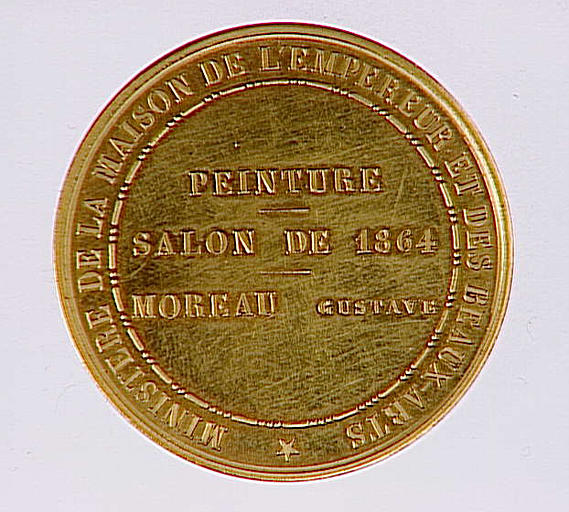 MINISTERE DE LA MAISON DE L'EMPEREUR ET DES BEAUX-ARTS
PEINTURE
SALON DE 1864
MOREAU GUSTAVE